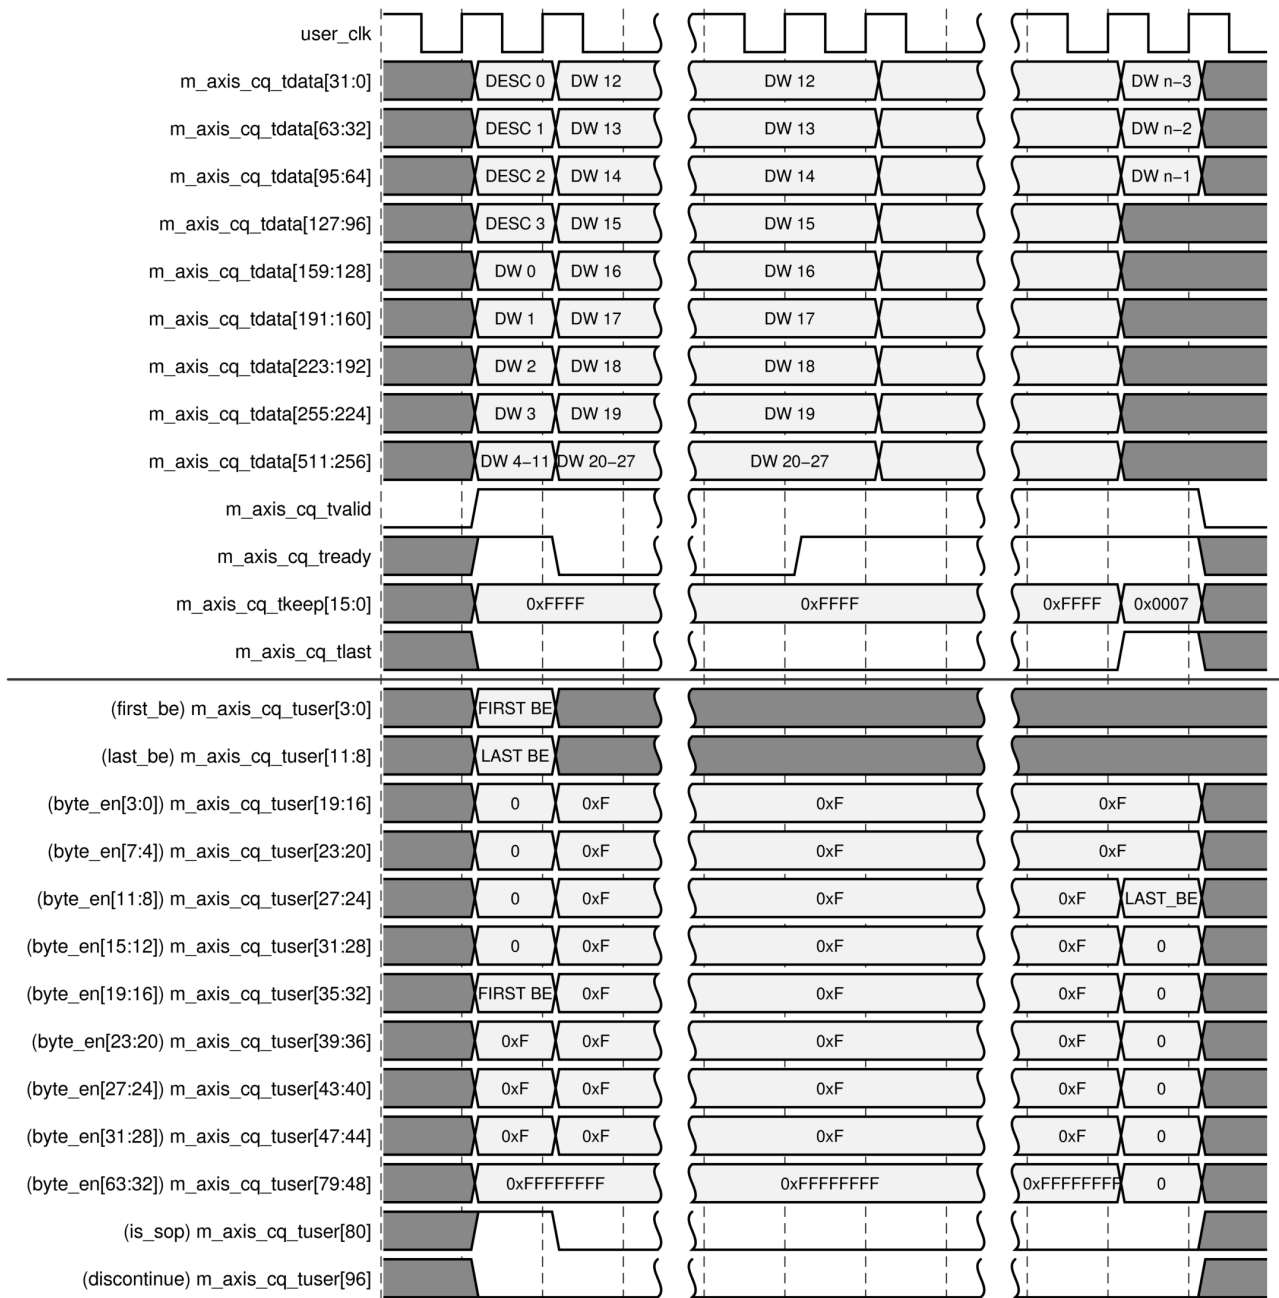 user_clk
m_axis_cq_tdata[31:0] DESC 0 DW 12 DW 12 DW n−3
m_axis_cq_tdata[63:32] DESC 1 DW 13 DW 13 DW n−2
m_axis_cq_tdata[95:64] DESC 2 DW 14 DW 14 DW n−1
m_axis_cq_tdata[127:96] DESC 3 DW 15 DW 15
m_axis_cq_tdata[159:128] DW 0 DW 16 DW 16
m_axis_cq_tdata[191:160] DW 1 DW 17 DW 17
m_axis_cq_tdata[223:192] DW 2 DW 18 DW 18
m_axis_cq_tdata[255:224] DW 3 DW 19 DW 19
m_axis_cq_tdata[511:256] DW 4−11 DW 20−27 DW 20−27
m_axis_cq_tvalid
m_axis_cq_tready
m_axis_cq_tkeep[15:0] 0xFFFF 0xFFFF 0xFFFF 0x0007
m_axis_cq_tlast
(first_be) m_axis_cq_tuser[3:0] FIRST BE
(last_be) m_axis_cq_tuser[11:8] LAST BE
(byte_en[3:0]) m_axis_cq_tuser[19:16] 0 0xF 0xF 0xF
(byte_en[7:4]) m_axis_cq_tuser[23:20] 0 0xF 0xF 0xF
(byte_en[11:8]) m_axis_cq_tuser[27:24] 0 0xF 0xF 0xF LAST_BE
(byte_en[15:12]) m_axis_cq_tuser[31:28] 0 0xF 0xF 0xF 0
(byte_en[19:16]) m_axis_cq_tuser[35:32] FIRST BE 0xF 0xF 0xF 0
(byte_en[23:20) m_axis_cq_tuser[39:36] 0xF 0xF 0xF 0xF 0
(byte_en[27:24]) m_axis_cq_tuser[43:40] 0xF 0xF 0xF 0xF 0
(byte_en[31:28]) m_axis_cq_tuser[47:44] 0xF 0xF 0xF 0xF 0
(byte_en[63:32]) m_axis_cq_tuser[79:48] 0xFFFFFFFF 0xFFFFFFFF 0xFFFFFFFF 0
(is_sop) m_axis_cq_tuser[80]
(discontinue) m_axis_cq_tuser[96]